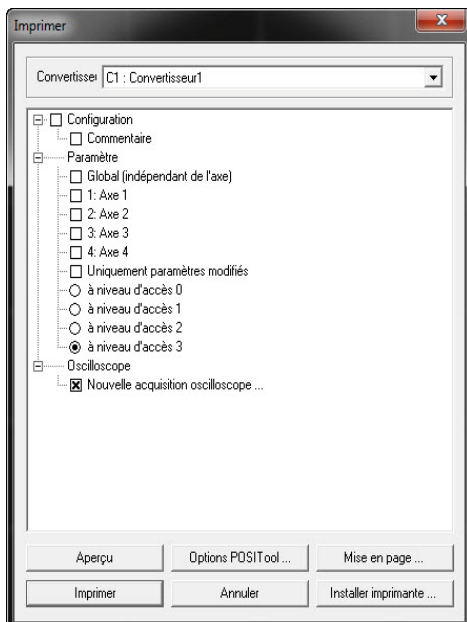 Imprimer
x
Convertisseu C1 : Convertisseur1
Configuration
Commentaire
Paramètre
Global (indépendant de l'axe)
1: Axe 1
2: Axe 2
3: Axe 3
4: Axe 4
Uniquement paramètres modifiés
à niveau d'accès 0
à niveau d'accès 1
à niveau d'accès 2
à niveau d'accès 3
Oscilloscope
Nouvelle acquisition oscilloscope ...
Aperçu Options POSITool ... Mise en page ...
Imprimer Annuler Installer imprimante ...